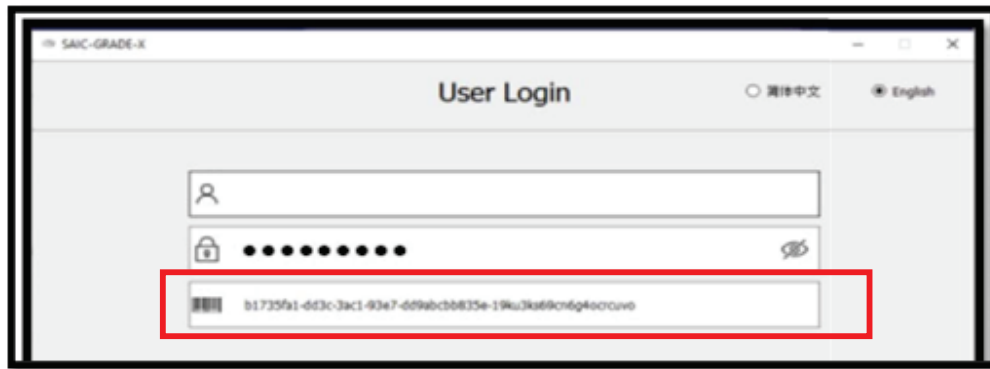 SAIC-GRADE-X
User Login
简体中文
English
b1735fa1-dd3c-3ac1-93e7-dd9abcbb835e-19ku3ks69cn6g4ocrcuvo